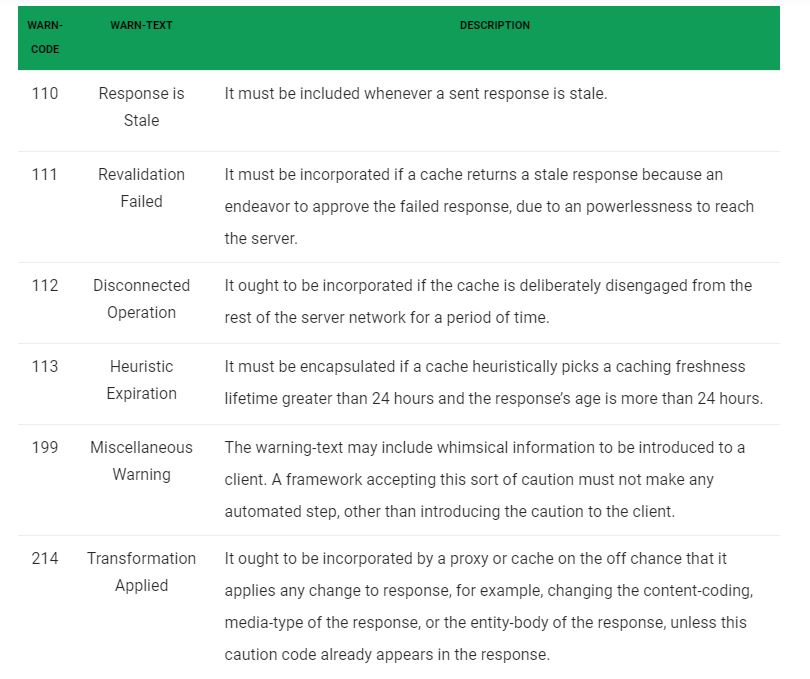 WARN- WARN-TEXT DESCRIPTION
CODE
110 Response is It must be included whenever a sent response is stale.
Stale
111 Revalidation It must be incorporated if a cache returns a stale response because an
Failed endeavor to approve the failed response, due to an powerlessness to reach
the server.
112 Disconnected It ought to be incorporated if the cache is deliberately disengaged from the
Operation rest of the server network for a period of time.
113 Heuristic It must be encapsulated if a cache heuristically picks a caching freshness
Expiration lifetime greater than 24 hours and the response’s age is more than 24 hours.
199 Miscellaneous The warning-text may include whimsical information to be introduced to a
Warning client. A framework accepting this sort of caution must not make any
automated step, other than introducing the caution to the client.
214 Transformation It ought to be incorporated by a proxy or cache on the off chance that it
Applied applies any change to response, for example, changing the content-coding,
media-type of the response, or the entity-body of the response, unless this
caution code already appears in the response.